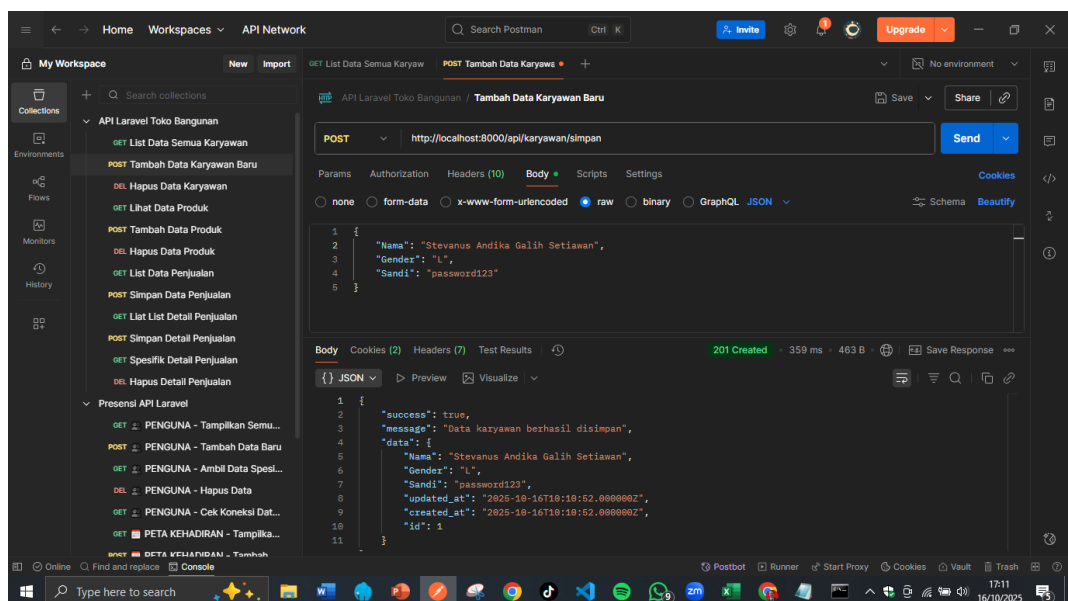 Home Workspaces API Network
Search Postman Ctrl K
Invite
Upgrade
My Workspace New Import
GET List Data Semua Karyaw
POST Tambah Data Karyawa
No environment
Collections
Environments
Flows
Monitors
History
Search collections
API Laravel Toko Bangunan
GET List Data Semua Karyawan
POST Tambah Data Karyawan Baru
DEL Hapus Data Karyawan
GET Lihat Data Produk
POST Tambah Data Produk
DEL Hapus Data Produk
GET List Data Penjualan
POST Simpan Data Penjualan
GET Liat List Detail Penjualan
POST Simpan Detail Penjualan
GET Spesifik Detail Penjualan
DEL Hapus Detail Penjualan
Presensi API Laravel
GET PENGUNA - Tampilkan Semu...
POST PENGUNA - Tambah Data Baru
GET PENGUNA - Ambil Data Spesi...
DEL PENGUNA - Hapus Data
GET PENGUNA - Cek Koneksi Dat...
GET PETA KEHADIRAN - Tampilka...
POST PETA KEHADIRAN - Tambah
HTTP API Laravel Toko Bangunan / Tambah Data Karyawan Baru
Save Share
POST http://localhost:8000/api/karyawan/simpan Send
Params Authorization Headers (10) Body Scripts Settings Cookies
none form-data x-www-form-urlencoded raw binary GraphQL JSON Schema Beautify
1 {
2 "Nama": "Stevanus Andika Galih Setiawan",
3 "Gender": "L",
4 "Sandi": "password123"
5 }
Body Cookies (2) Headers (7) Test Results 201 Created 359 ms 463 B Save Response
{} JSON Preview Visualize
1 {
2 "success": true,
3 "message": "Data karyawan berhasil disimpan",
4 "data": {
5 "Nama": "Stevanus Andika Galih Setiawan",
6 "Gender": "L",
7 "Sandi": "password123",
8 "updated_at": "2025-10-16T10:10:52.000000Z",
9 "created_at": "2025-10-16T10:10:52.000000Z",
10 "id": 1
11 }
Online Find and replace Console Postbot Runner Start Proxy Cookies Vault Trash
Type here to search
17:11
16/10/2025